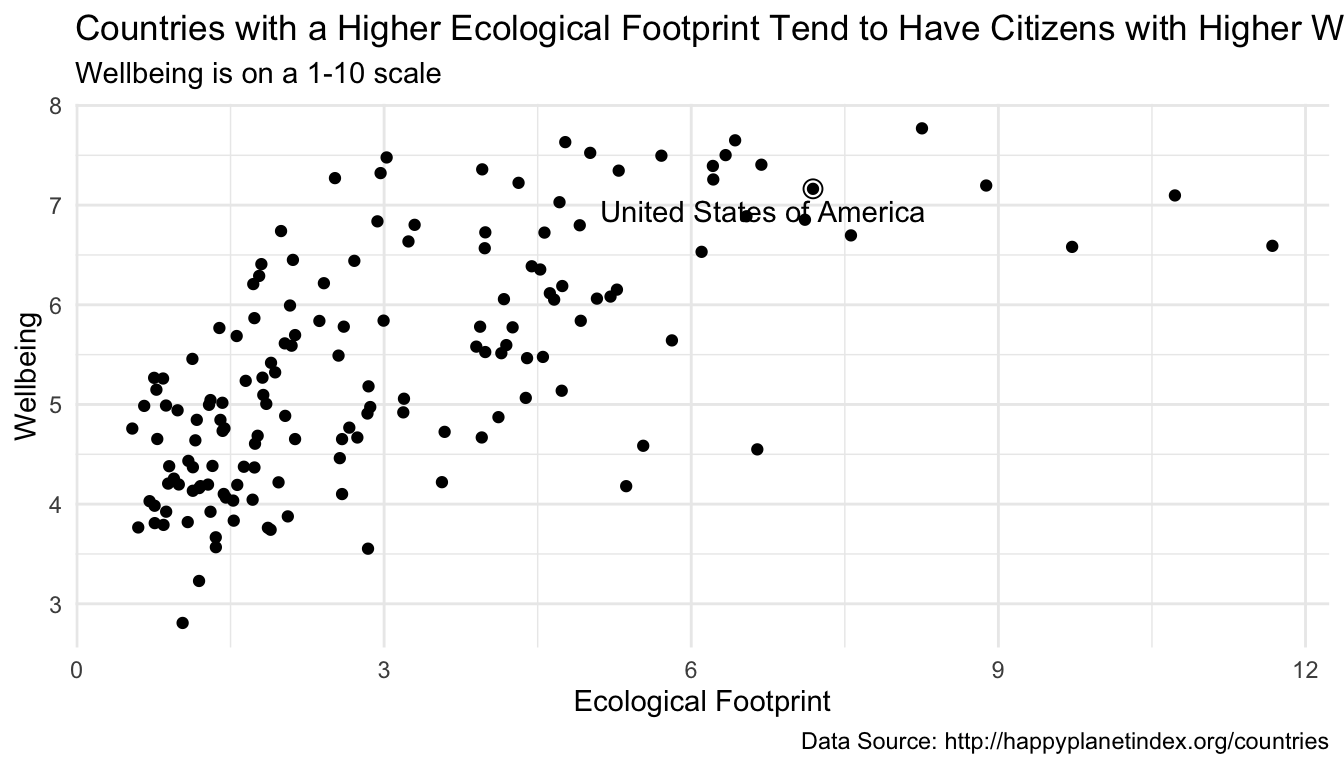 Countries with a Higher Ecological Footprint Tend to Have Citizens with Higher W
Wellbeing is on a 1-10 scale
8
7
6
5
4
3
Wellbeing
United States of America
0 3 6 9 12
Ecological Footprint
Data Source: http://happyplanetindex.org/countries